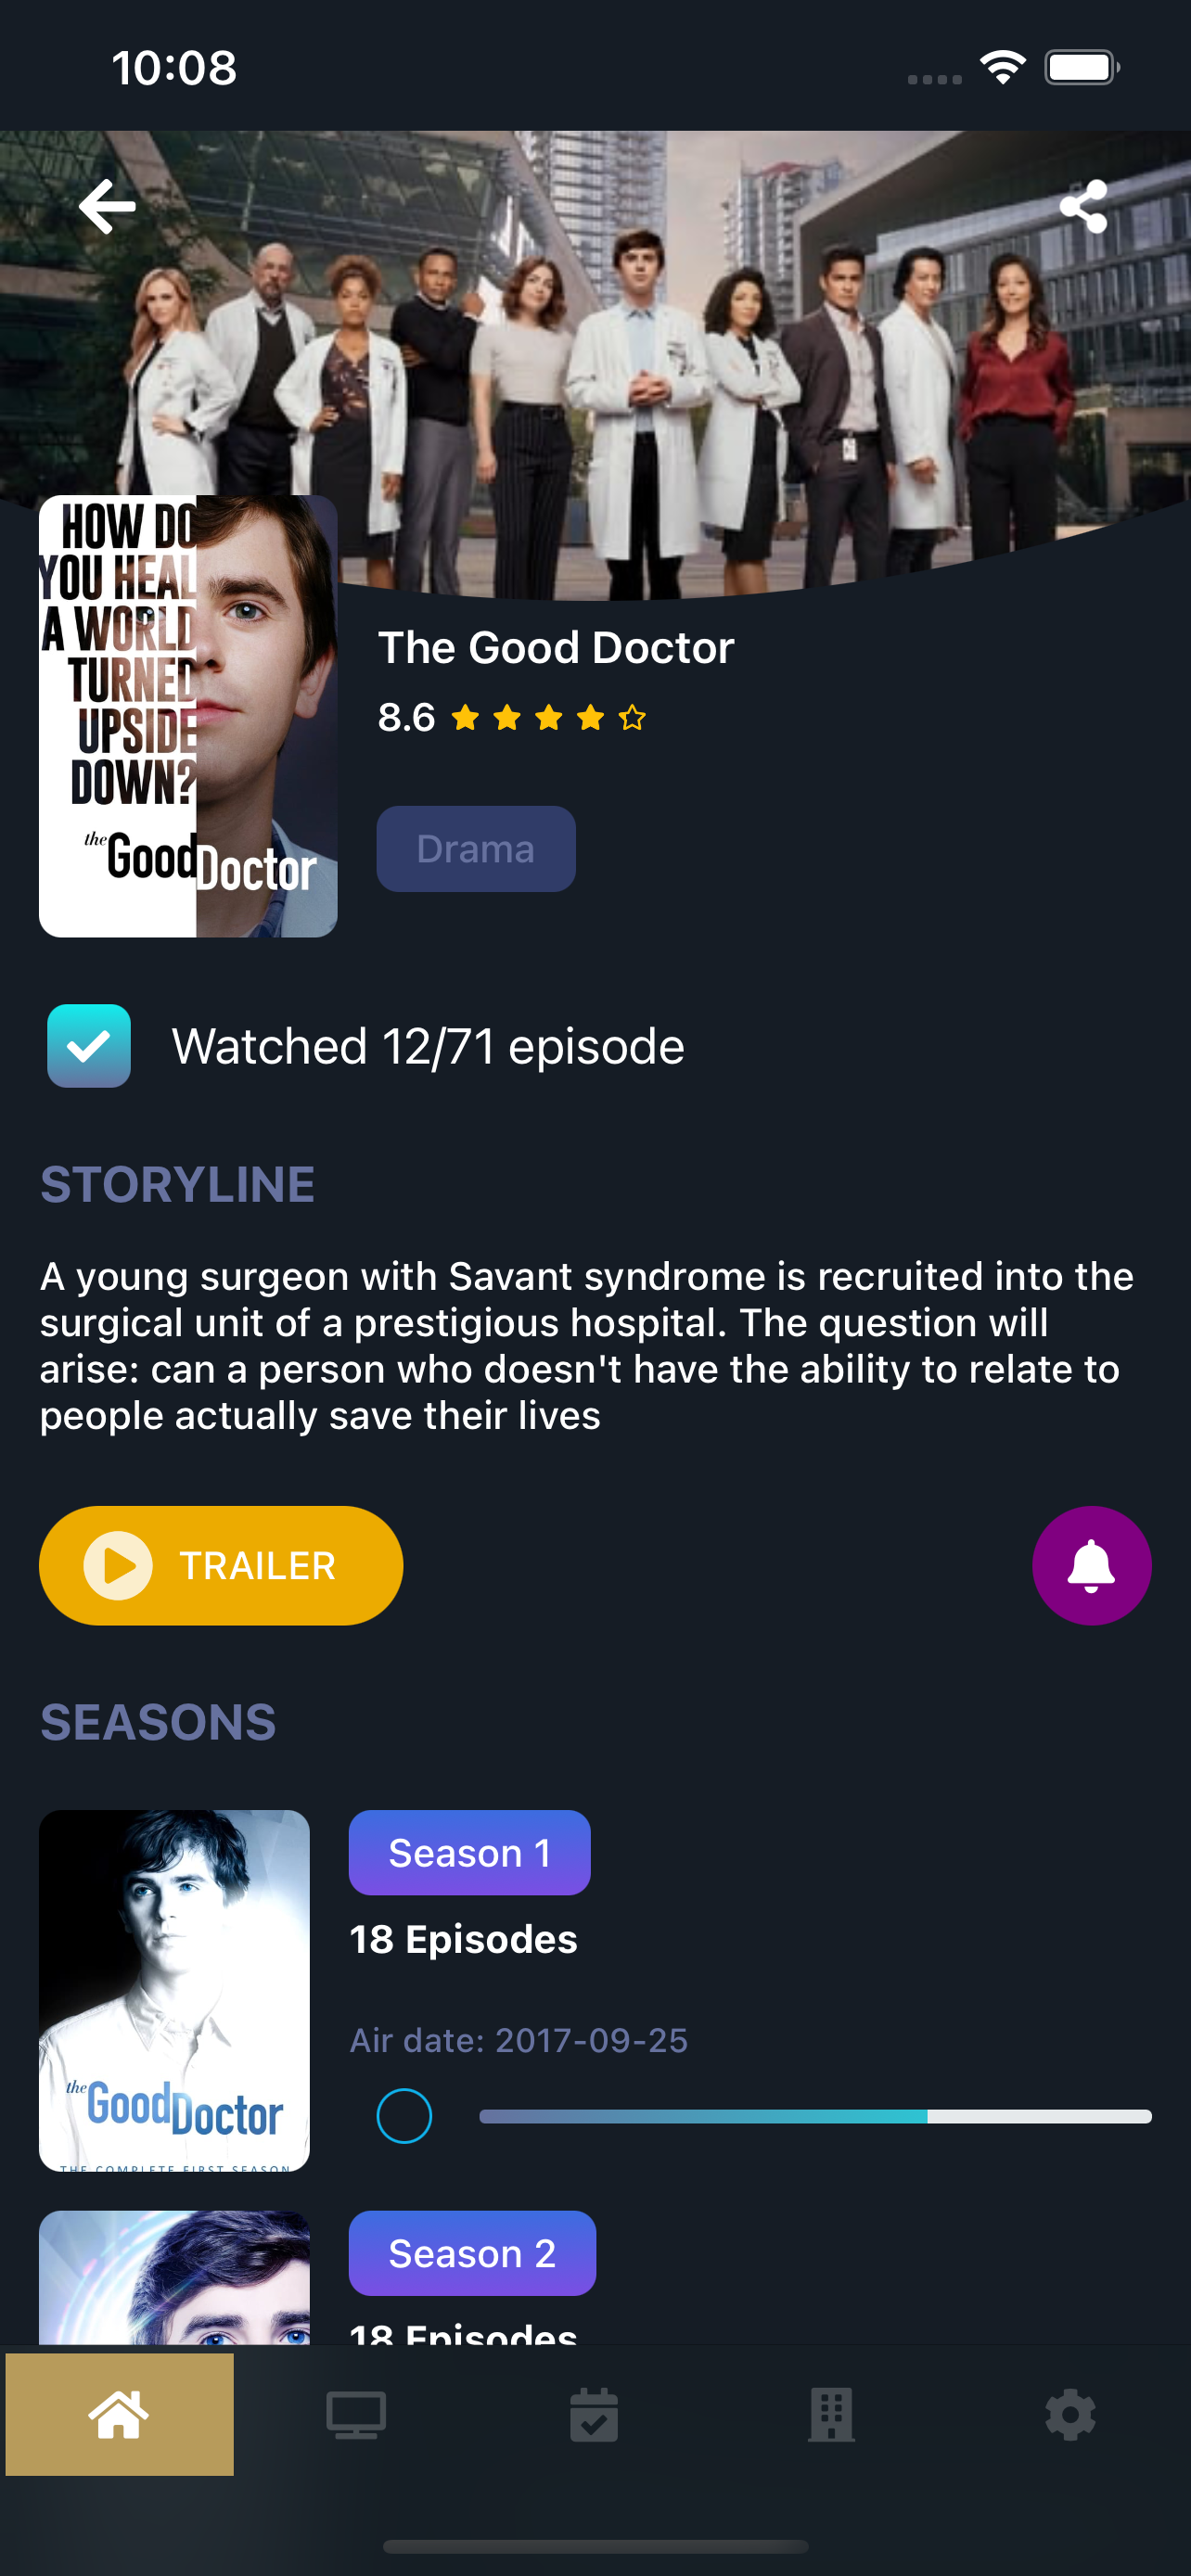 10:08
HOW DO
YOU HEAL
A WORLD
TURNED
UPSIDE
DOWN?
the Good Doctor
The Good Doctor
8.6
Drama
Watched 12/71 episode
STORYLINE
A young surgeon with Savant syndrome is recruited into the
surgical unit of a prestigious hospital. The question will
arise: can a person who doesn't have the ability to relate to
people actually save their lives
TRAILER
SEASONS
Season 1
18 Episodes
Air date: 2017-09-25
the Good Doctor
THE COMPLETE FIRST SEASON
Season 2
18 Episodes